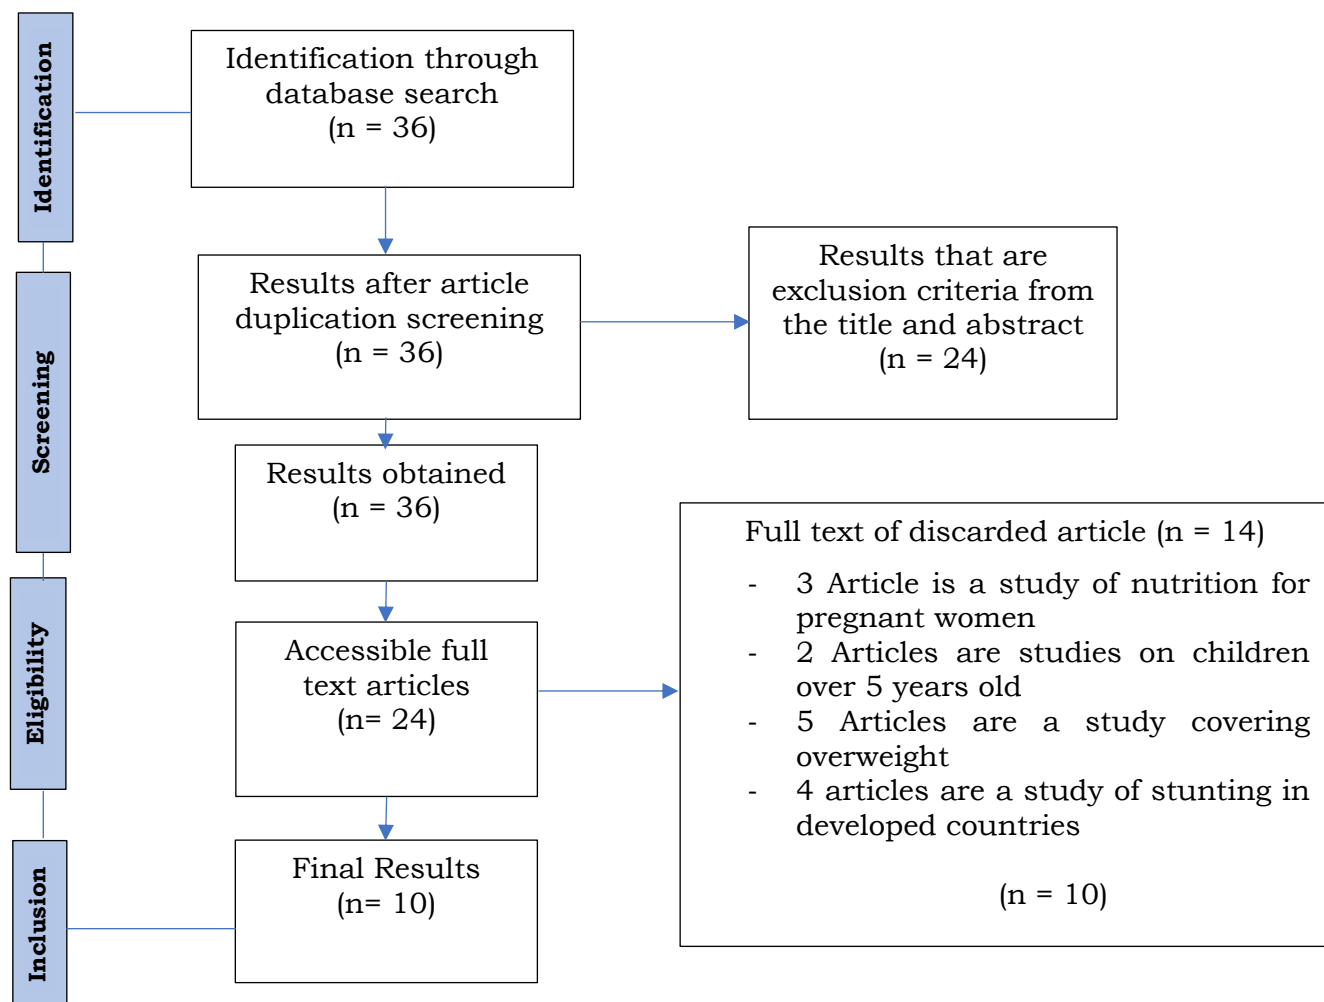 Identification
Identification through
database search
(n = 36)
Screening
Results after article
duplication screening
(n = 36)
Results that are
exclusion criteria from
the title and abstract
(n = 24)
Results obtained
(n = 36)
Eligibility
Accessible full
text articles
(n= 24)
Full text of discarded article (n = 14)
- 3 Article is a study of nutrition for
pregnant women
- 2 Articles are studies on children
over 5 years old
- 5 Articles are a study covering
overweight
- 4 articles are a study of stunting in
developed countries
(n = 10)
Inclusion
Final Results
(n= 10)